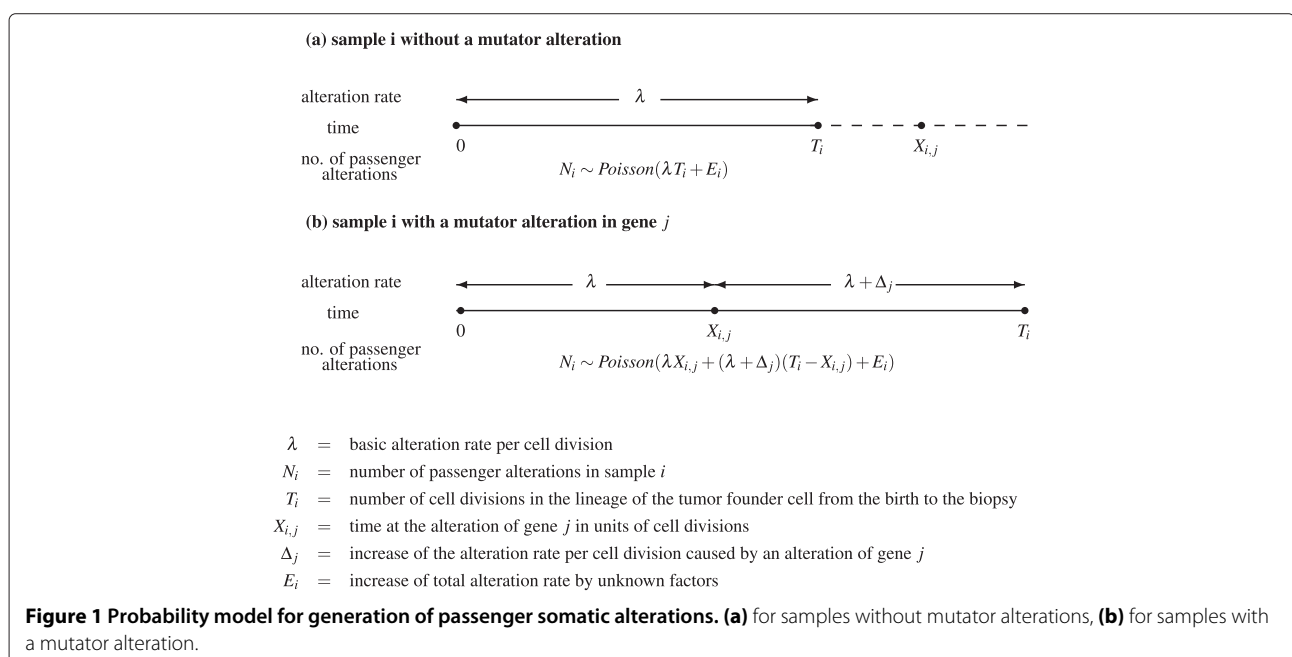 (a) sample i without a mutator alteration
alteration rate
λ
time
0
T_i
X_{i,j}
no. of passenger
alterations
N_i ∼ Poisson(λT_i + E_i)
(b) sample i with a mutator alteration in gene j
alteration rate
λ
λ + Δ_j
time
0
X_{i,j}
T_i
no. of passenger
alterations
N_i ∼ Poisson(λX_{i,j} + (λ + Δ_j)(T_i − X_{i,j}) + E_i)
λ = basic alteration rate per cell division
N_i = number of passenger alterations in sample i
T_i = number of cell divisions in the lineage of the tumor founder cell from the birth to the biopsy
X_{i,j} = time at the alteration of gene j in units of cell divisions
Δ_j = increase of the alteration rate per cell division caused by an alteration of gene j
E_i = increase of total alteration rate by unknown factors
Figure 1 Probability model for generation of passenger somatic alterations. (a) for samples without mutator alterations, (b) for samples with
a mutator alteration.